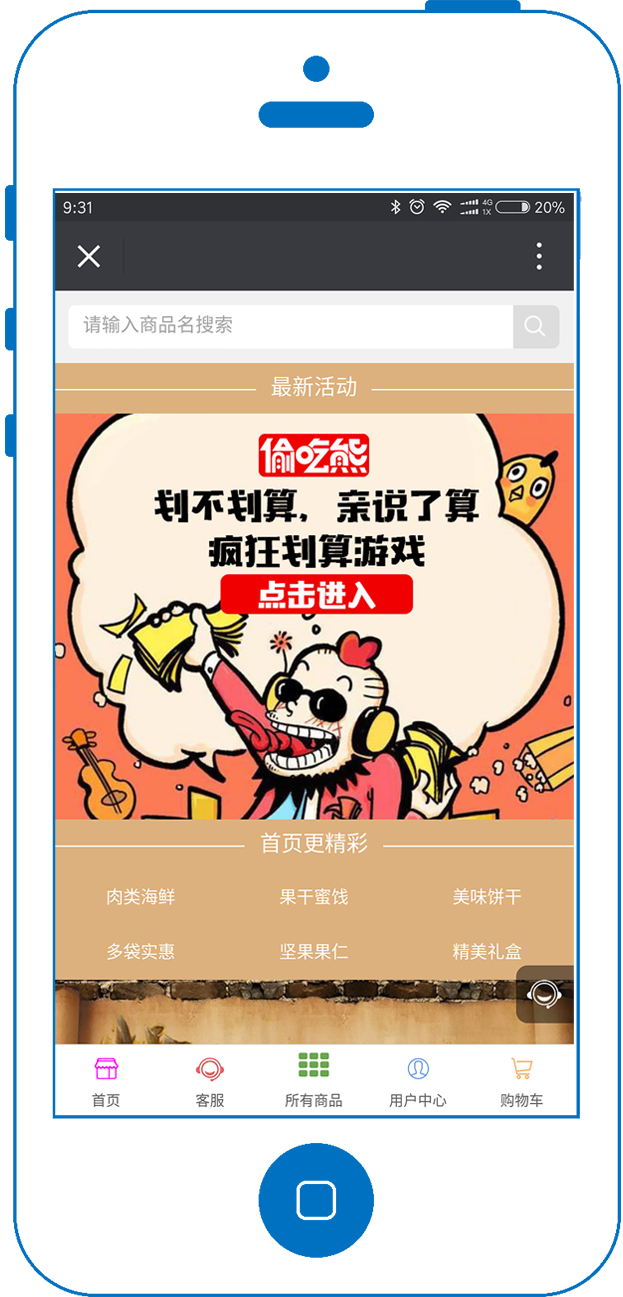 9:31
4G
1X
20%
请输入商品名搜索
最新活动
偷吃熊
划不划算，亲说了算
疯狂划算游戏
点击进入
首页更精彩
肉类海鲜 果干蜜饯 美味饼干
多袋实惠 坚果果仁 精美礼盒
首页 客服 所有商品 用户中心 购物车